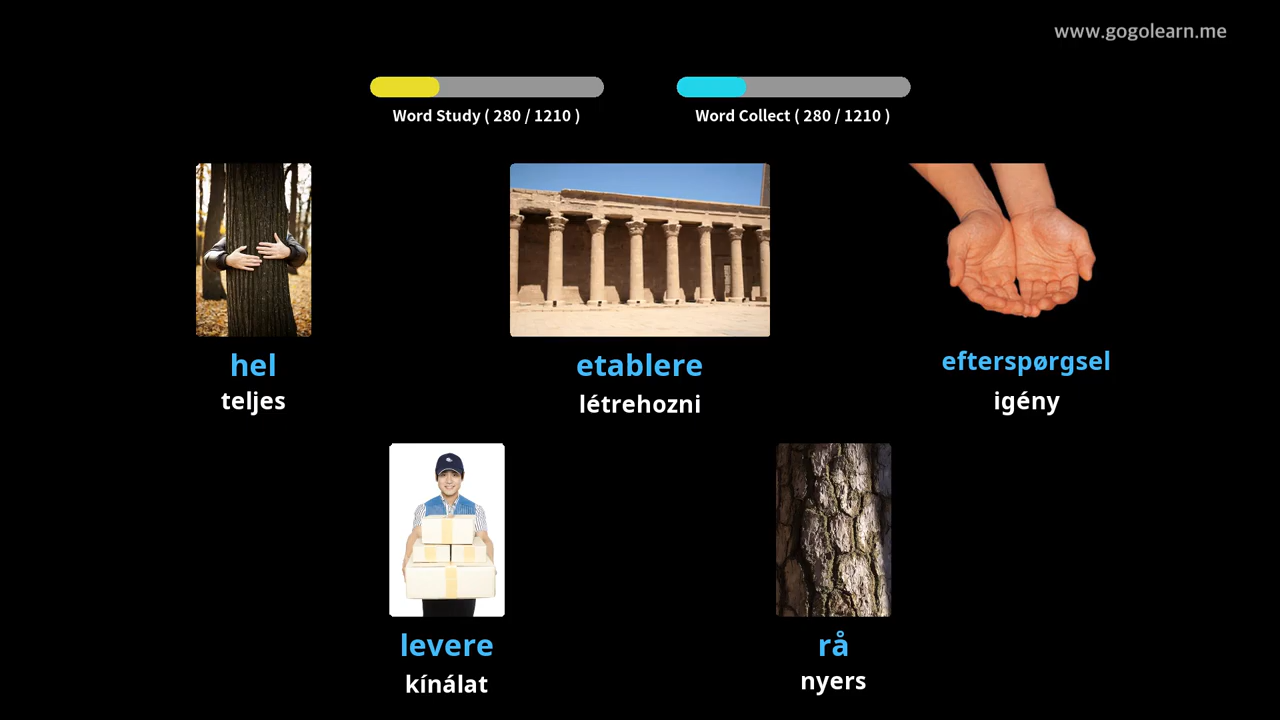 www.gogolearn.me
Word Study ( 280 / 1210 )
Word Collect ( 280 / 1210 )
hel
teljes
etablere
létrehozni
efterspørgsel
igény
levere
kínálat
rå
nyers